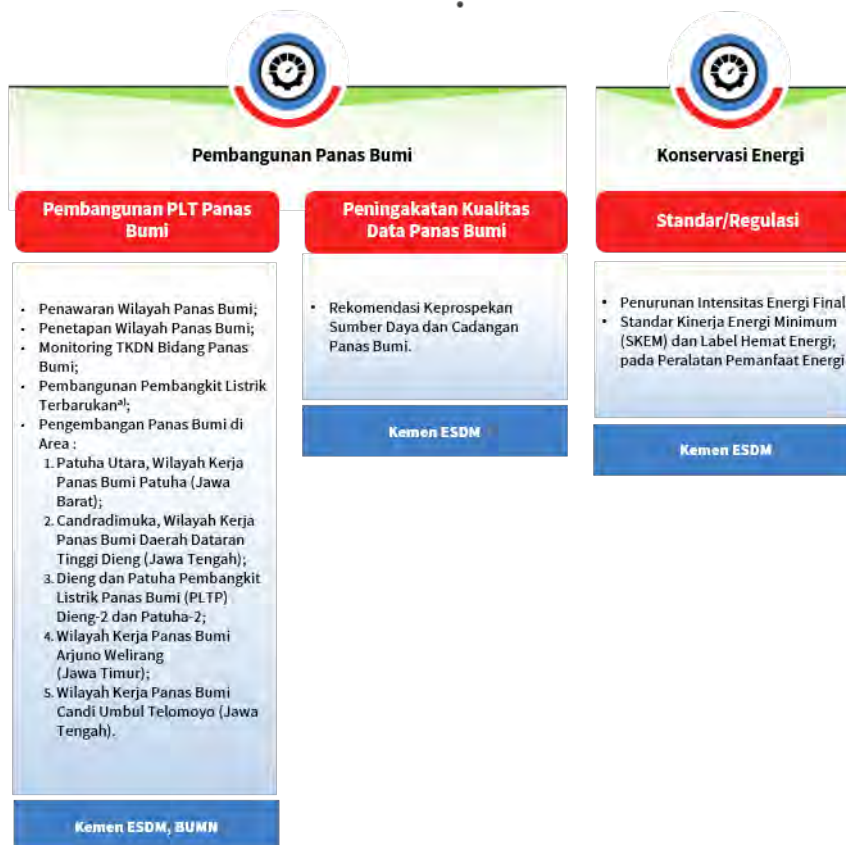 Pembangunan Panas Bumi
Pembangunan PLT Panas
Bumi
• Penawaran Wilayah Panas Bumi;
• Penetapan Wilayah Panas Bumi;
• Monitoring TKDN Bidang Panas
Bumi;
• Pembangunan Pembangkit Listrik
Terbarukanᵃ⁾;
• Pengembangan Panas Bumi di
Area :
1. Patuha Utara, Wilayah Kerja
Panas Bumi Patuha (Jawa
Barat);
2. Candradimuka, Wilayah Kerja
Panas Bumi Daerah Dataran
Tinggi Dieng (Jawa Tengah);
3. Dieng dan Patuha Pembangkit
Listrik Panas Bumi (PLTP)
Dieng-2 dan Patuha-2;
4. Wilayah Kerja Panas Bumi
Arjuno Welirang
(Jawa Timur);
5. Wilayah Kerja Panas Bumi
Candi Umbul Telomoyo (Jawa
Tengah).
Kemen ESDM, BUMN
Peningakatan Kualitas
Data Panas Bumi
• Rekomendasi Keprospekan
Sumber Daya dan Cadangan
Panas Bumi.
Kemen ESDM
Konservasi Energi
Standar/Regulasi
• Penurunan Intensitas Energi Final
• Standar Kinerja Energi Minimum
(SKEM) dan Label Hemat Energi;
pada Peralatan Pemanfaat Energi
Kemen ESDM